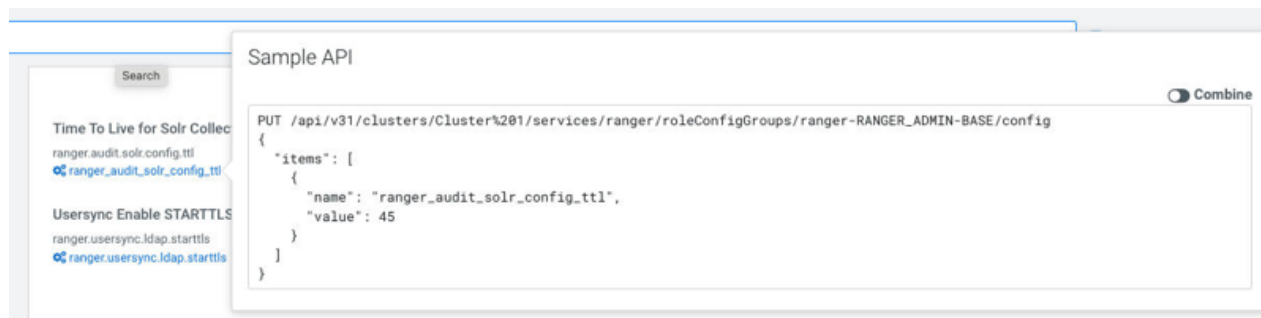 Sample API
Search
Combine
Time To Live for Solr Collec
ranger.audit.solr.config.ttl
ranger_audit_solr_config_ttl
Usersync Enable STARTTLS
ranger.usersync.ldap.starttls
ranger.usersync.ldap.starttls
PUT /api/v31/clusters/Cluster%201/services/ranger/roleConfigGroups/ranger-RANGER_ADMIN-BASE/config
{
"items": [
{
"name": "ranger_audit_solr_config_ttl",
"value": 45
}
]
}